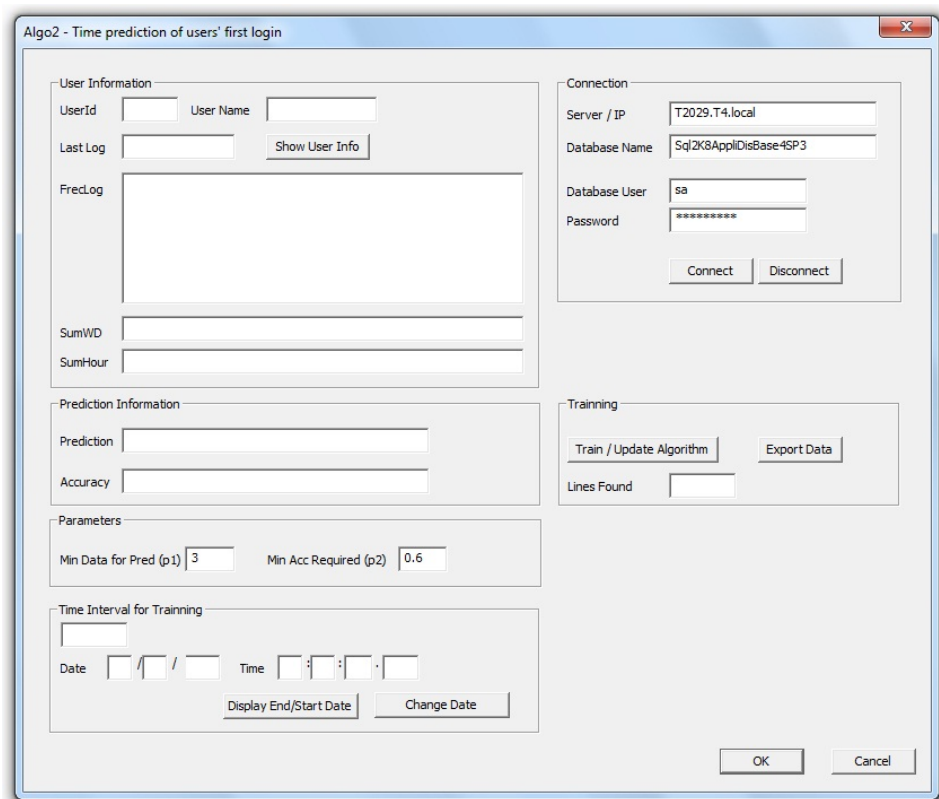 Algo2 - Time prediction of users' first login
User Information
UserId
User Name
Last Log
Show User Info
FrecLog
SumWD
SumHour
Connection
Server / IP T2029.T4.local
Database Name Sql2K8AppliDisBase4SP3
Database User sa
Password *********
Connect
Disconnect
Prediction Information
Prediction
Accuracy
Trainning
Train / Update Algorithm
Export Data
Lines Found
Parameters
Min Data for Pred (p1) 3
Min Acc Required (p2) 0.6
Time Interval for Trainning
Date / /
Time : : .
Display End/Start Date
Change Date
OK
Cancel